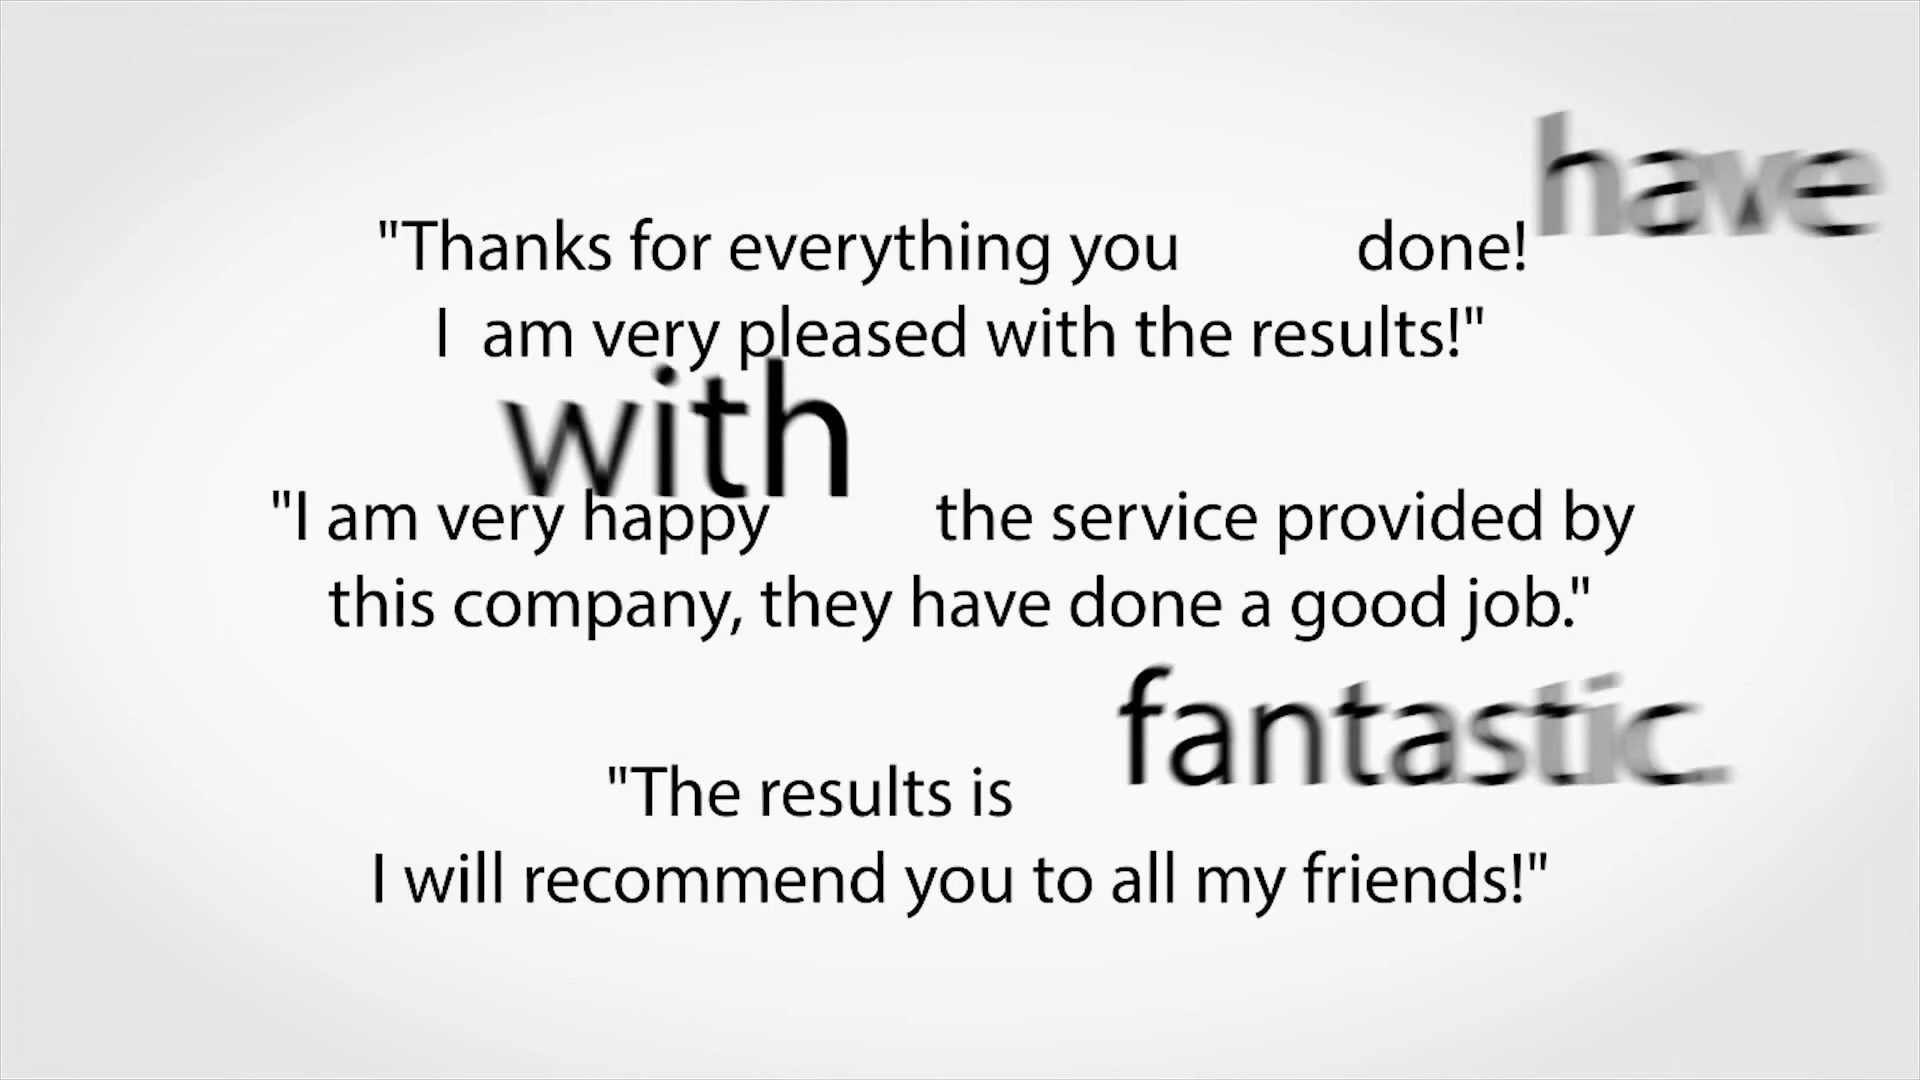 "Thanks for everything you have done!
I am very pleased with the results!"
"I am very happy with the service provided by
this company, they have done a good job."
"The results is fantastic.
I will recommend you to all my friends!"